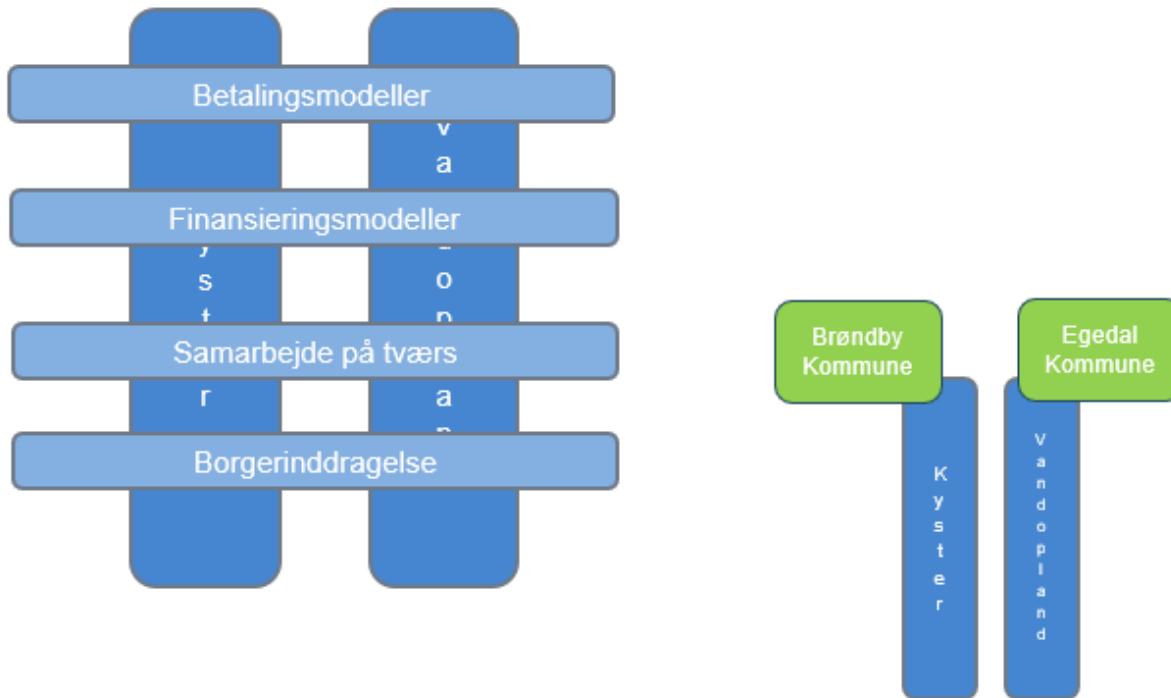 Betalingsmodeller
Finansieringsmodeller
Samarbejde på tværs
Borgerinddragelse
Brøndby
Kommune
Egedal
Kommune
Kyster
Vandopland